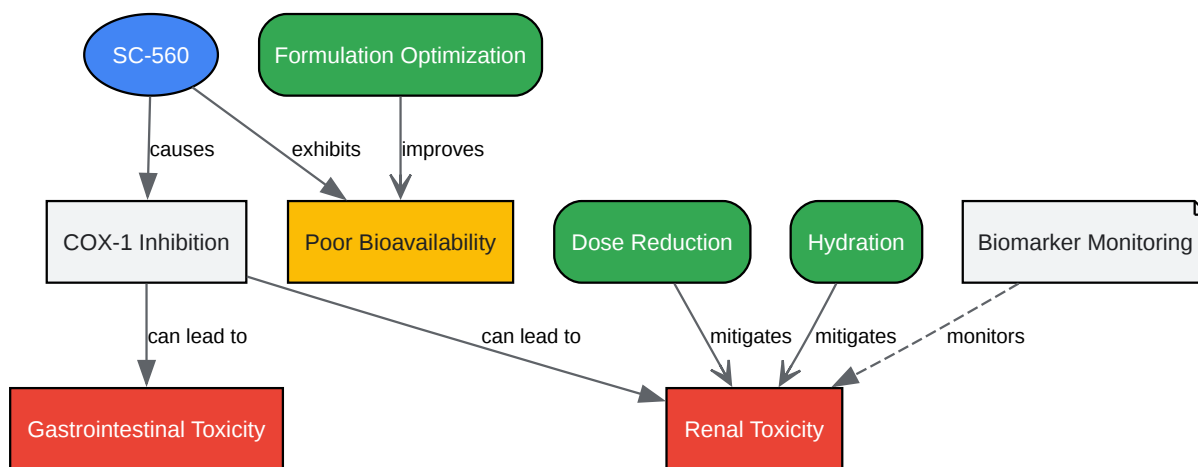 SC-560
Formulation Optimization
causes
exhibits
improves
COX-1 Inhibition
Poor Bioavailability
Dose Reduction
Hydration
Biomarker Monitoring
can lead to
can lead to
mitigates
mitigates
monitors
Gastrointestinal Toxicity
Renal Toxicity